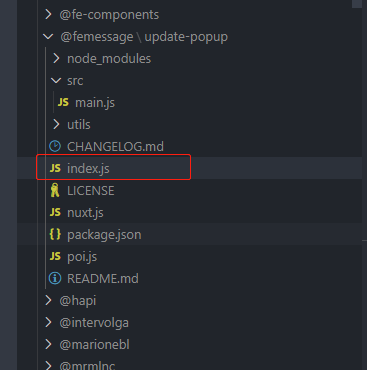 @fe-components
@femessage \ update-popup
node_modules
src
JS main.js
utils
CHANGELOG.md
JS index.js
LICENSE
JS nuxt.js
{ } package.json
JS poi.js
README.md
@hapi
@intervolga
@marionebl
@mrmlnc